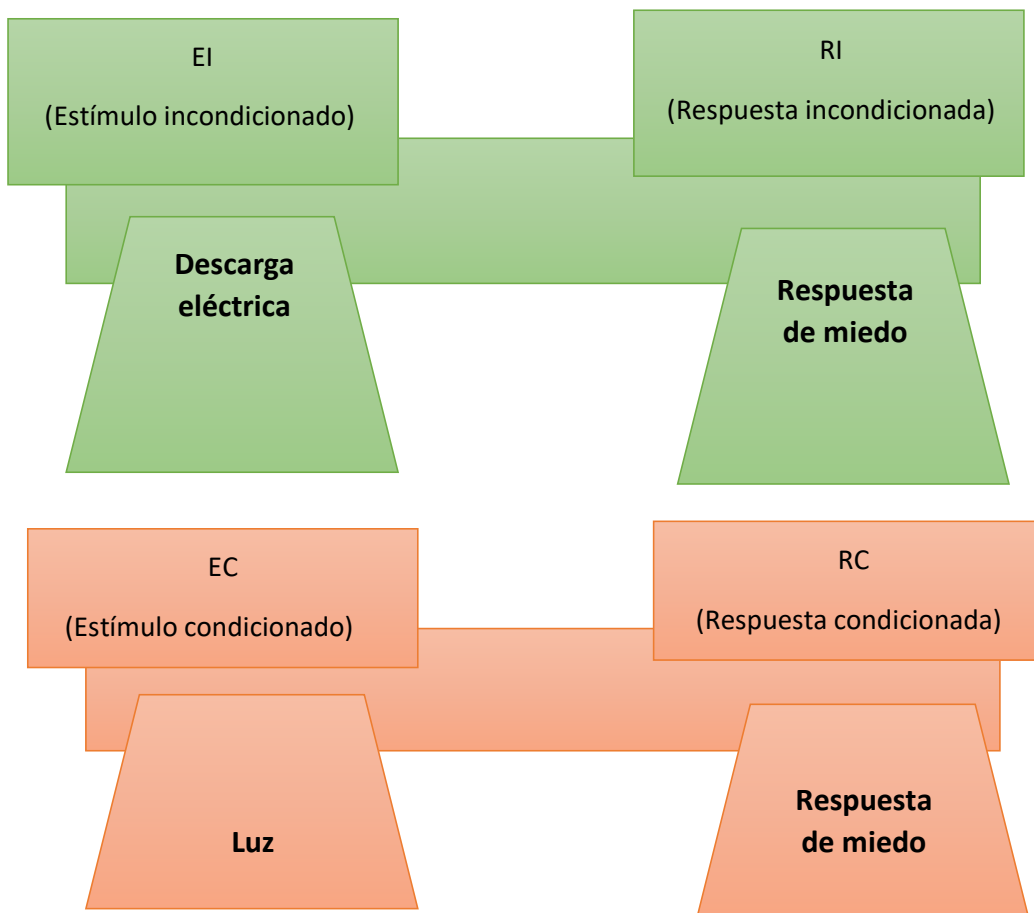 EI
(Estímulo incondicionado)
RI
(Respuesta incondicionada)
Descarga
eléctrica
Respuesta
de miedo
EC
(Estímulo condicionado)
RC
(Respuesta condicionada)
Luz
Respuesta
de miedo